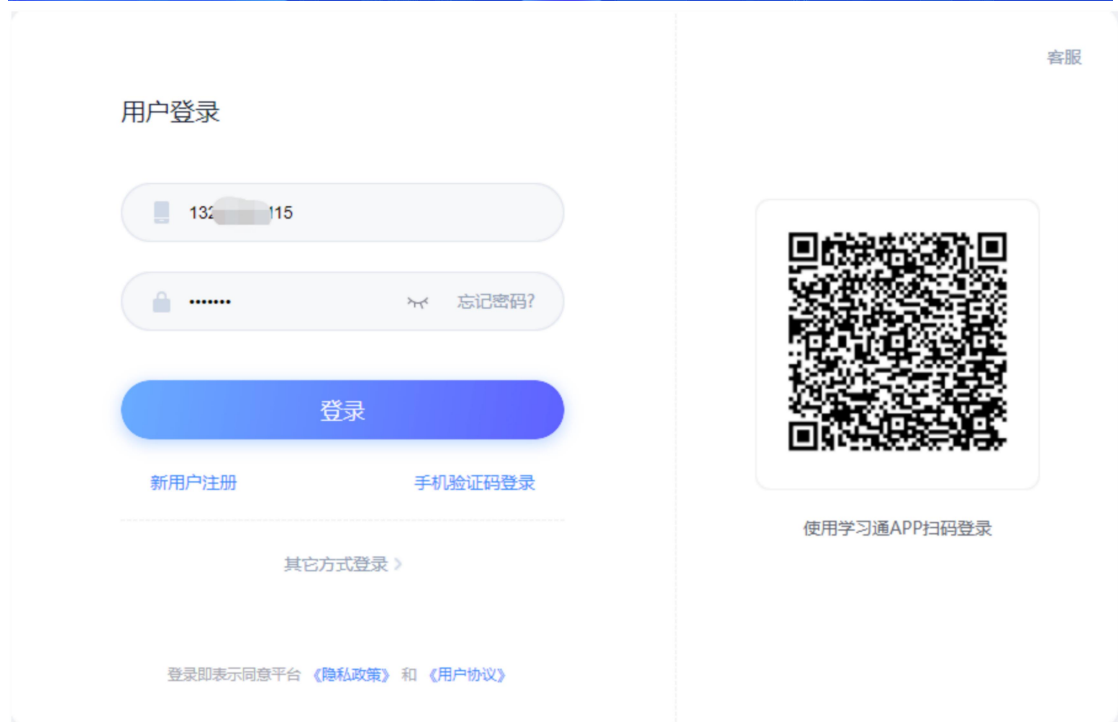 客服
用户登录
132 115
•••••••
忘记密码?
登录
新用户注册
手机验证码登录
其它方式登录 >
登录即表示同意平台 《隐私政策》 和 《用户协议》
使用学习通APP扫码登录